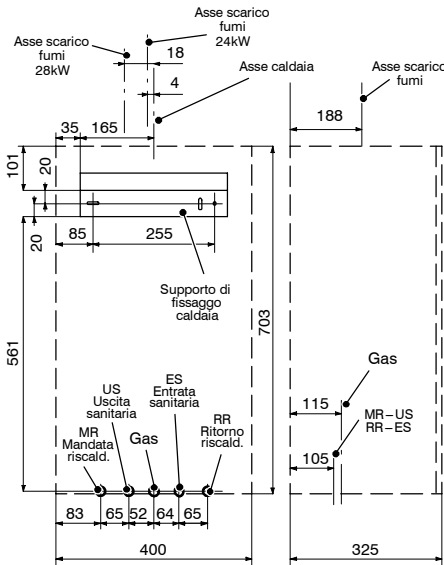 Asse scarico
fumi
28kW
Asse scarico
fumi
24kW
18
4
Asse caldaia
Asse scarico
fumi
35
165
188
101
20
20
85
255
Supporto di
fissaggio
caldaia
561
703
US
Uscita
sanitaria
ES
Entrata
sanitaria
MR
Mandata
riscald.
Gas
RR
Ritorno
riscald.
Gas
115
MR-US
RR-ES
105
83
65
52
64
65
400
325